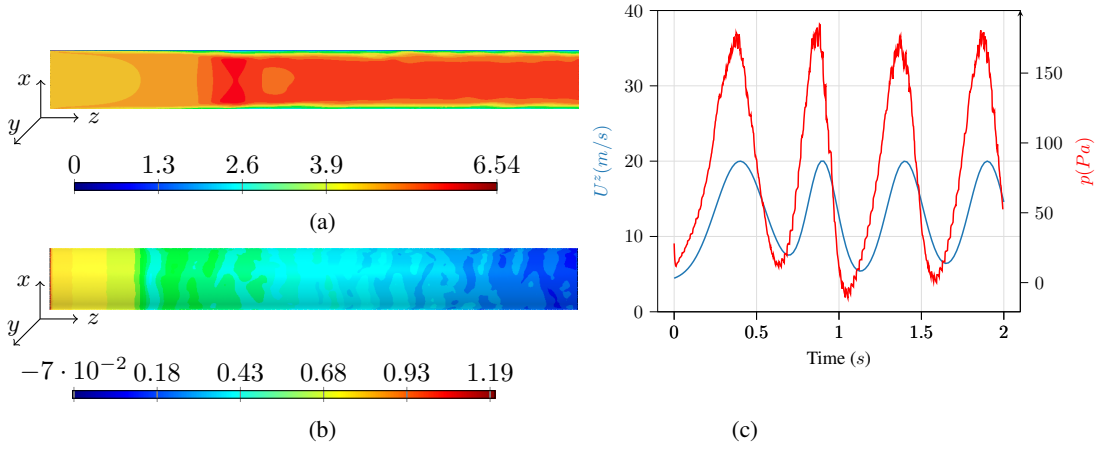 x
y
z
0 1.3 2.6 3.9 6.54
(a)
x
y
z
−7 · 10−2 0.18 0.43 0.68 0.93 1.19
(b)
40
30
20
10
0
U^z(m/s)
150
100
50
0
p(Pa)
0 0.5 1 1.5 2
Time (s)
(c)